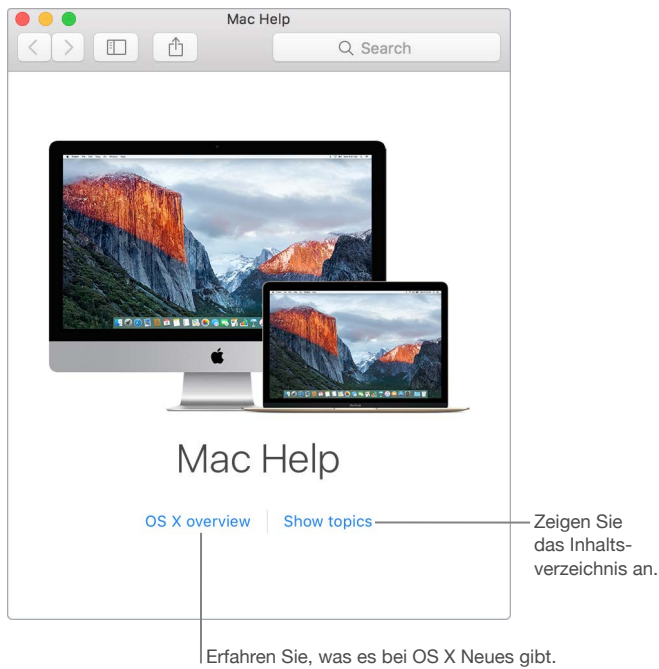 Mac Help
Search
Mac Help
OS X overview
Show topics
Zeigen Sie
das Inhalts-
verzeichnis an.
Erfahren Sie, was es bei OS X Neues gibt.